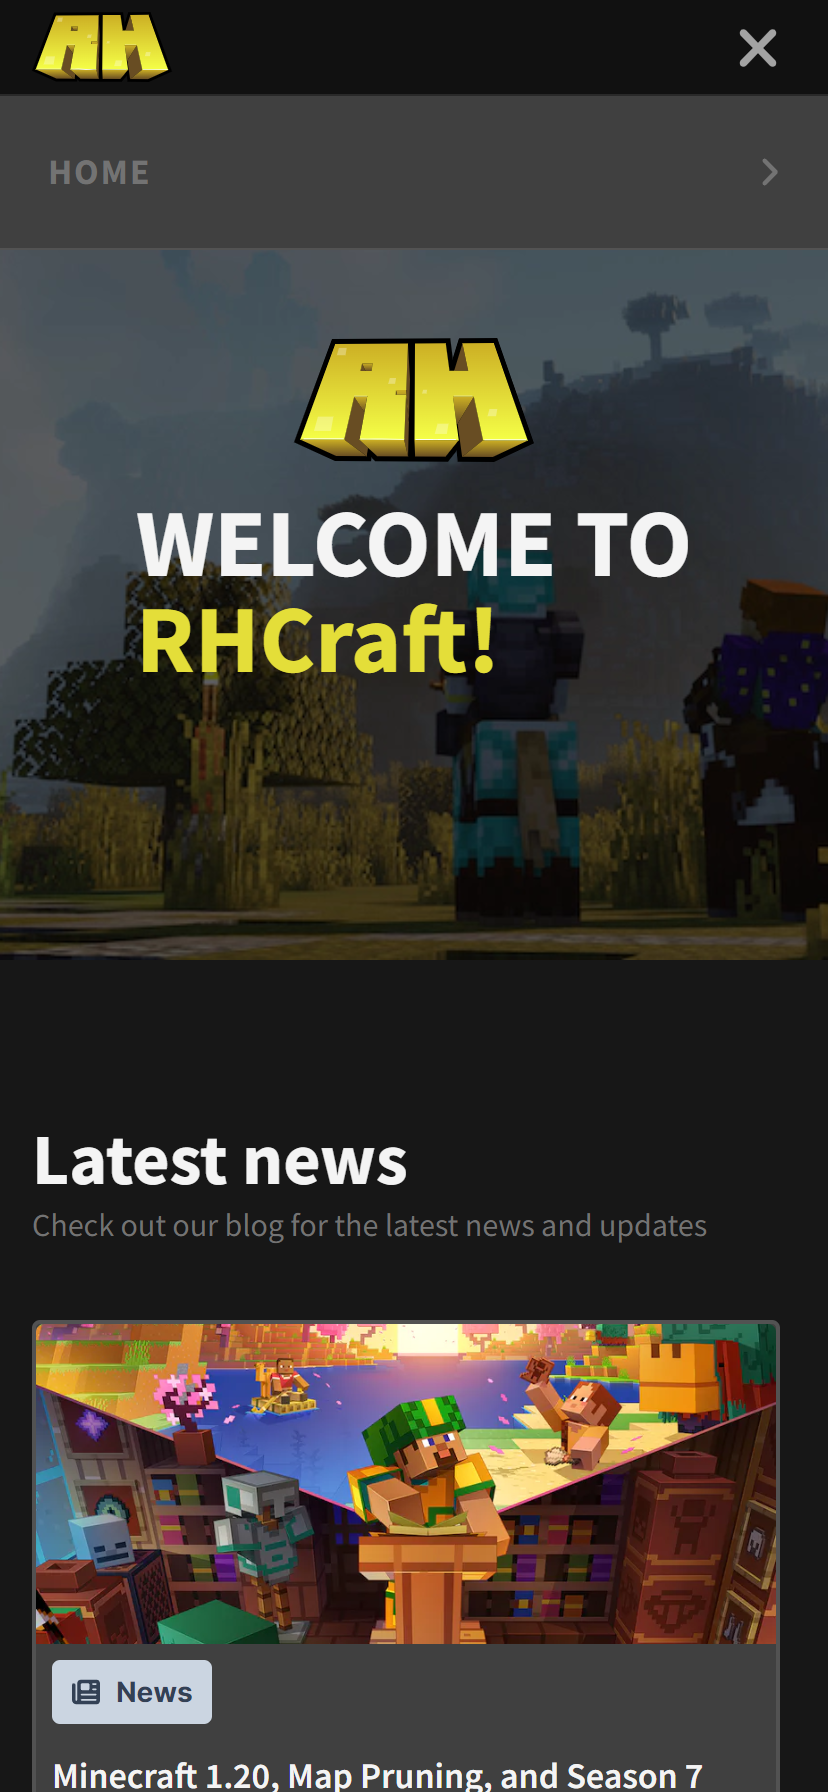 RH
HOME
RH
WELCOME TO
RHCraft!
Latest news
Check out our blog for the latest news and updates
News
Minecraft 1.20, Map Pruning, and Season 7